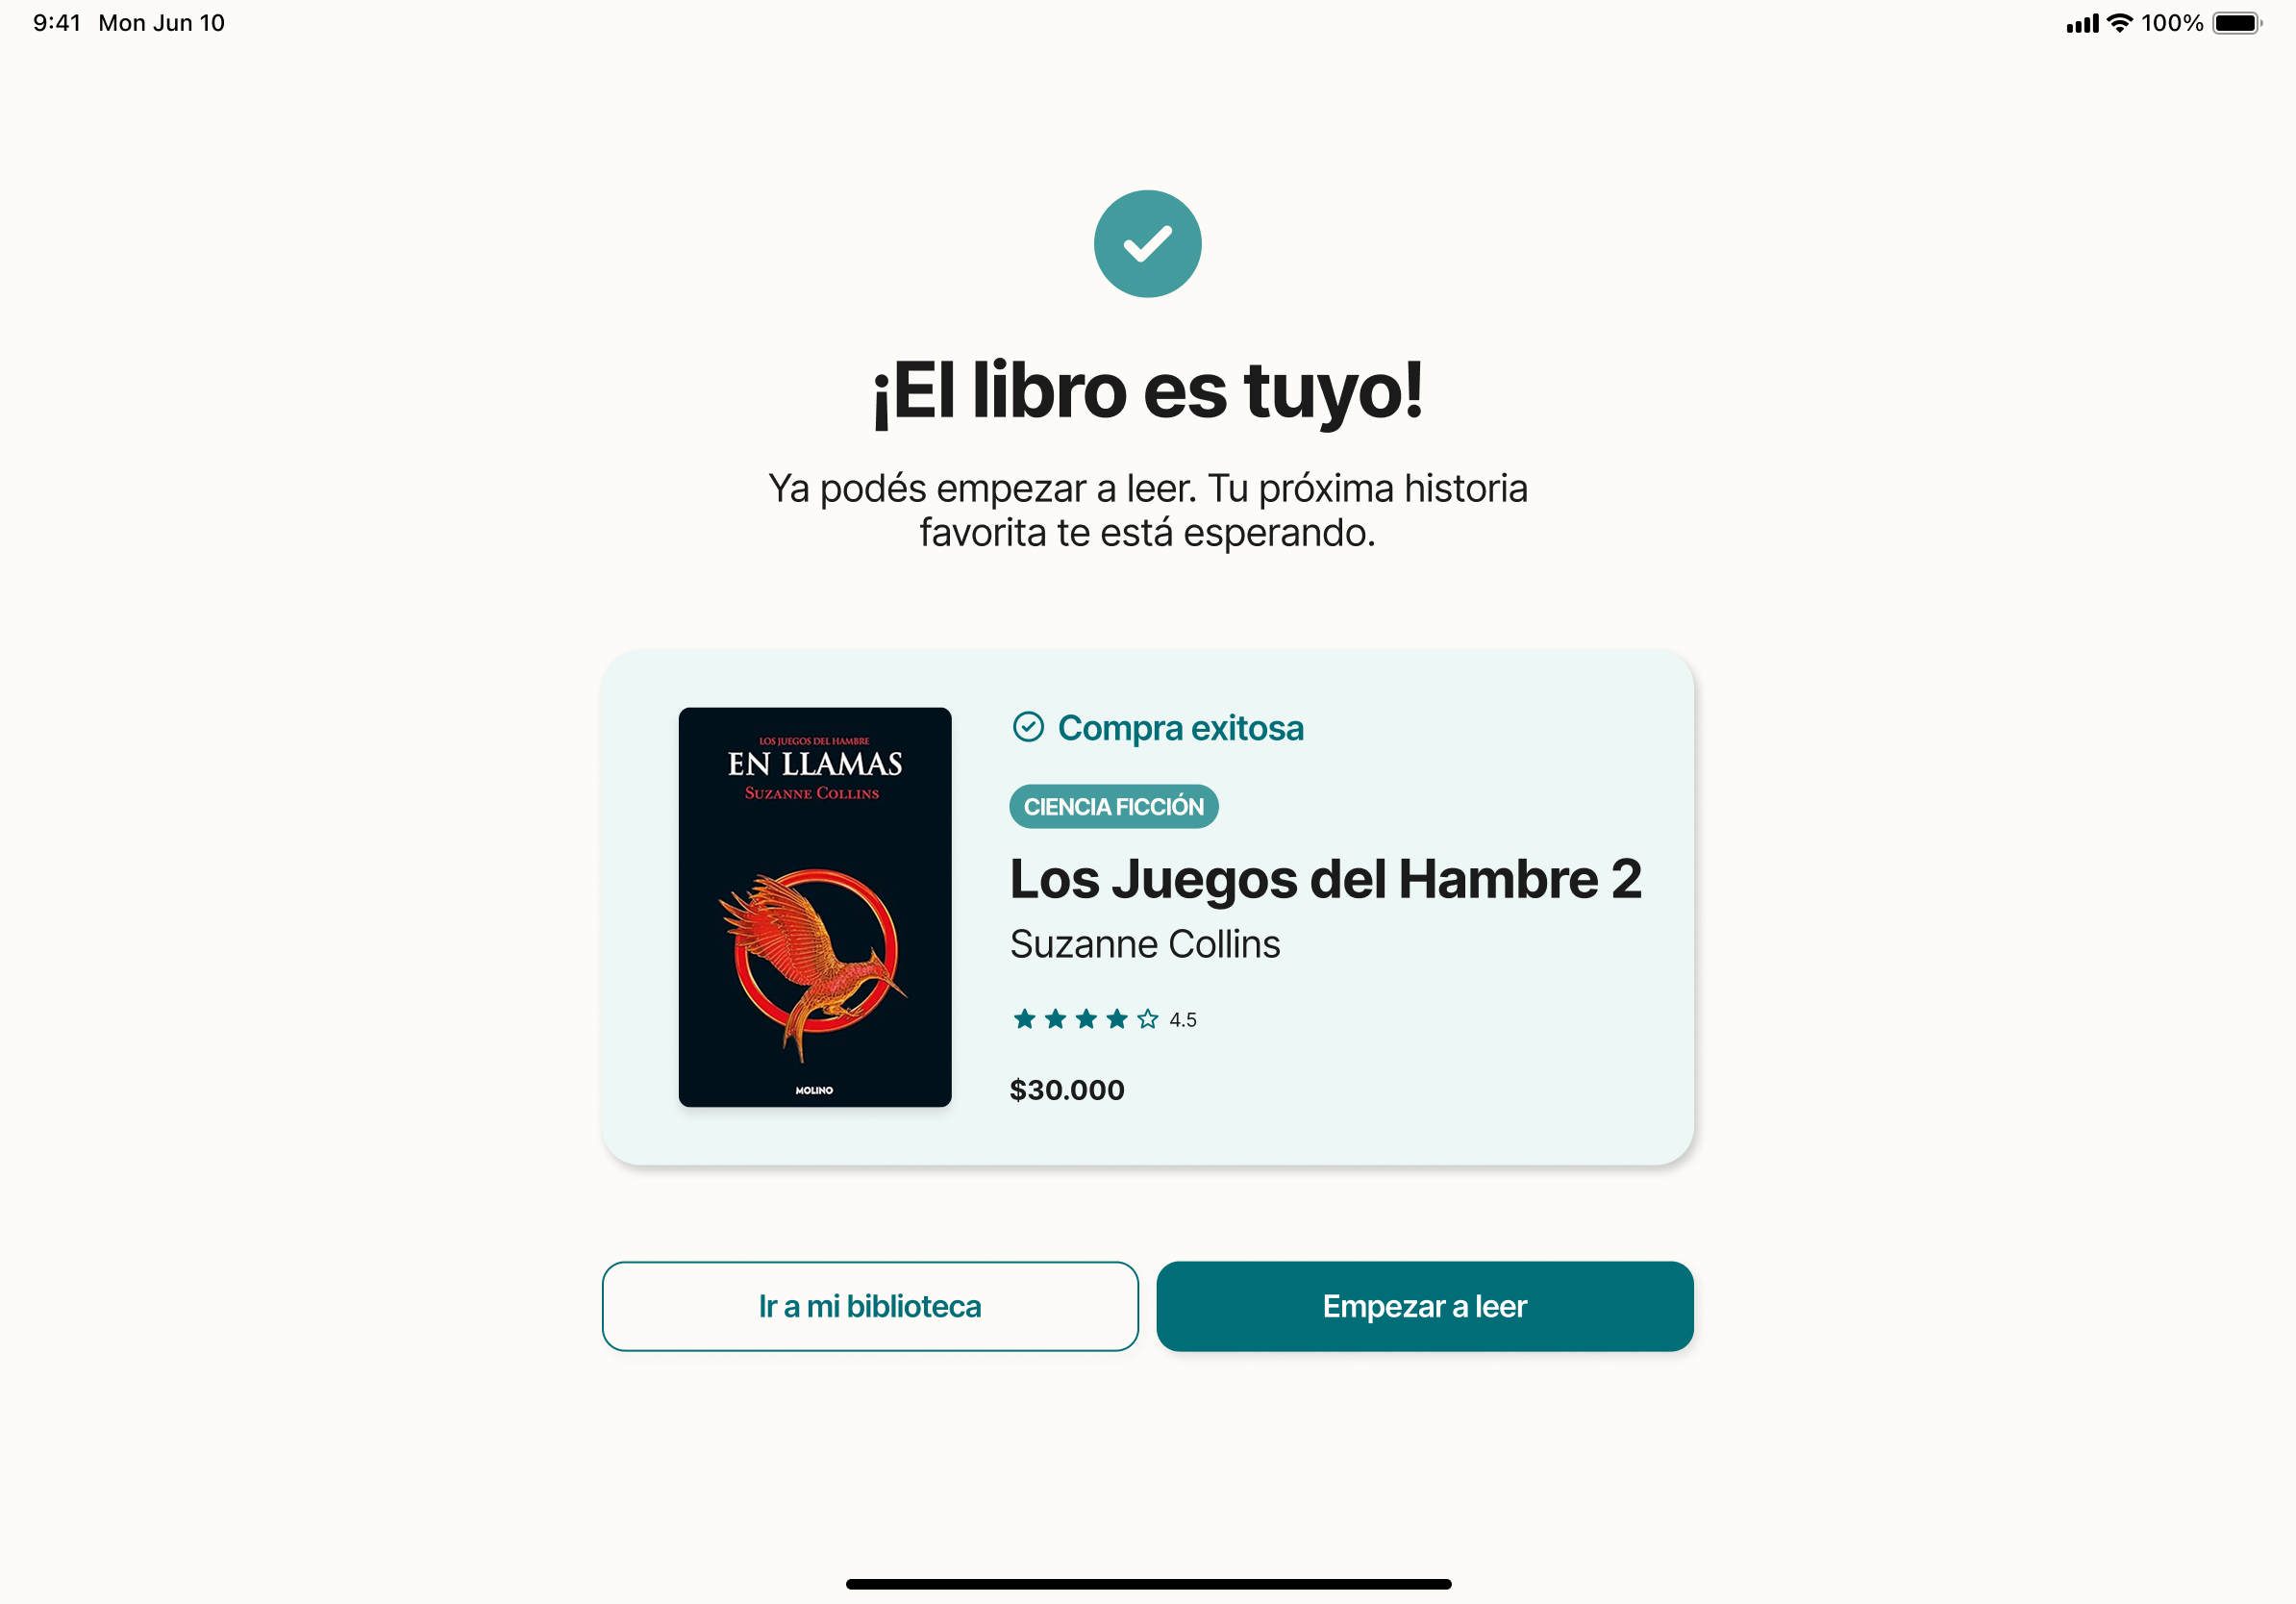 9:41 Mon Jun 10
100%
¡El libro es tuyo!
Ya podés empezar a leer. Tu próxima historia
favorita te está esperando.
LOS JUEGOS DEL HAMBRE
EN LLAMAS
SUZANNE COLLINS
MOLINO
Compra exitosa
CIENCIA FICCIÓN
Los Juegos del Hambre 2
Suzanne Collins
4.5
$30.000
Ir a mi biblioteca
Empezar a leer